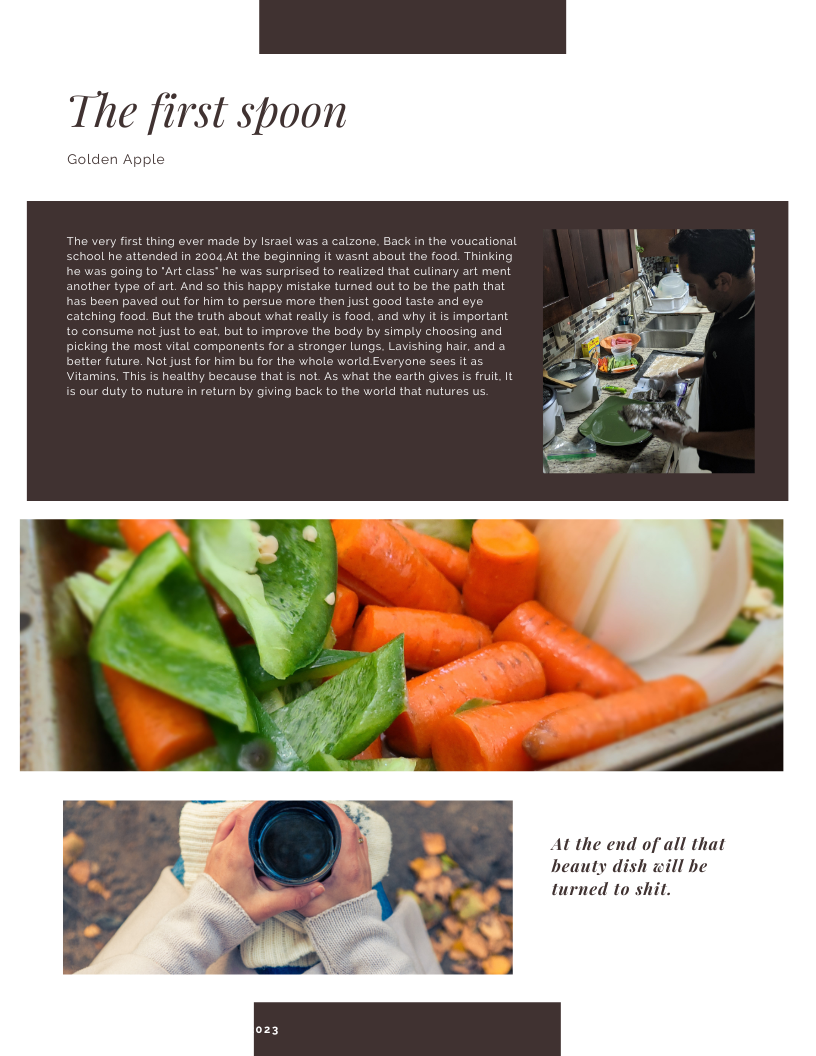 The first spoon
Golden Apple
The very first thing ever made by Israel was a calzone, Back in the voucational
school he attended in 2004.At the beginning it wasnt about the food. Thinking
he was going to "Art class" he was surprised to realized that culinary art ment
another type of art. And so this happy mistake turned out to be the path that
has been paved out for him to persue more then just good taste and eye
catching food. But the truth about what really is food, and why it is important
to consume not just to eat, but to improve the body by simply choosing and
picking the most vital components for a stronger lungs, Lavishing hair, and a
better future. Not just for him bu for the whole world.Everyone sees it as
Vitamins, This is healthy because that is not. As what the earth gives is fruit, It
is our duty to nuture in return by giving back to the world that nutures us.
At the end of all that
beauty dish will be
turned to shit.
023